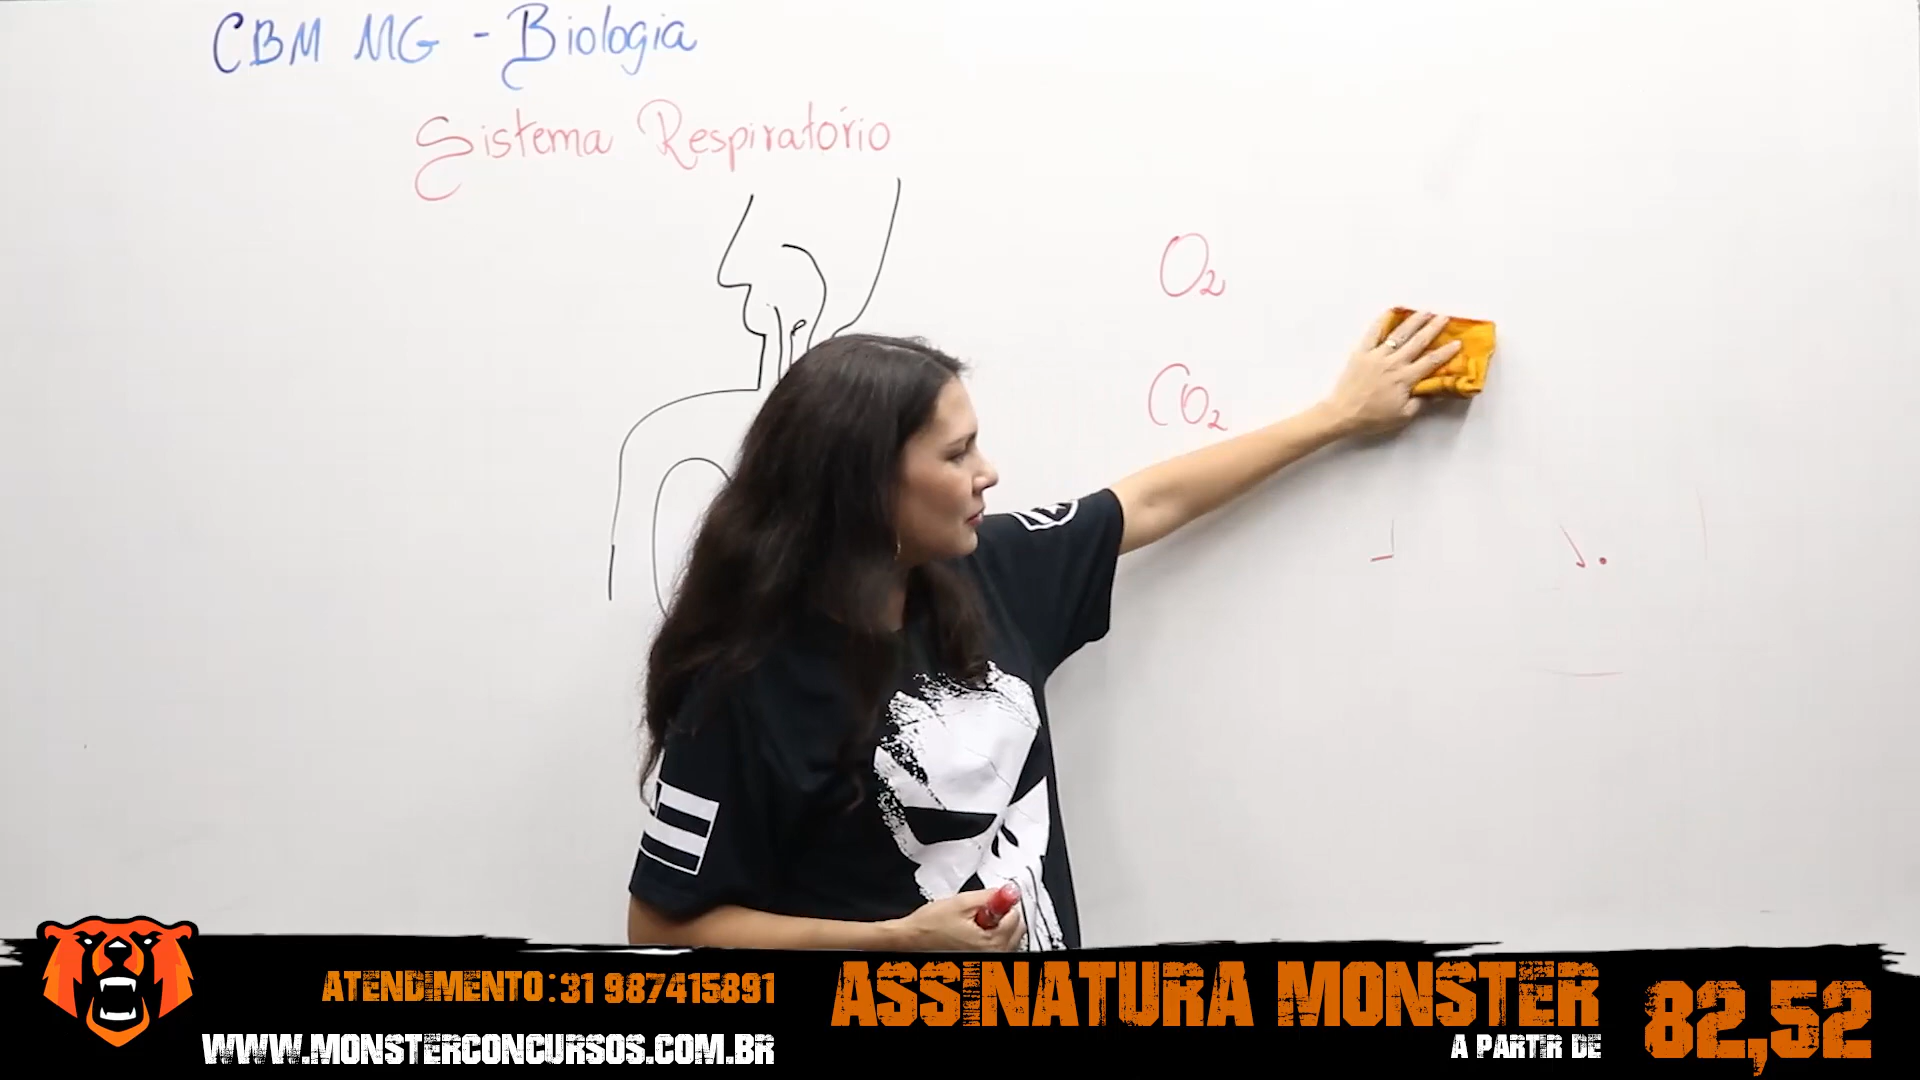 CBM MG - Biologia
Sistema Respiratório
O₂
CO₂
ATENDIMENTO: 31 987415891
WWW.MONSTERCONCURSOS.COM.BR
ASSINATURA MONSTER
A PARTIR DE
82,52